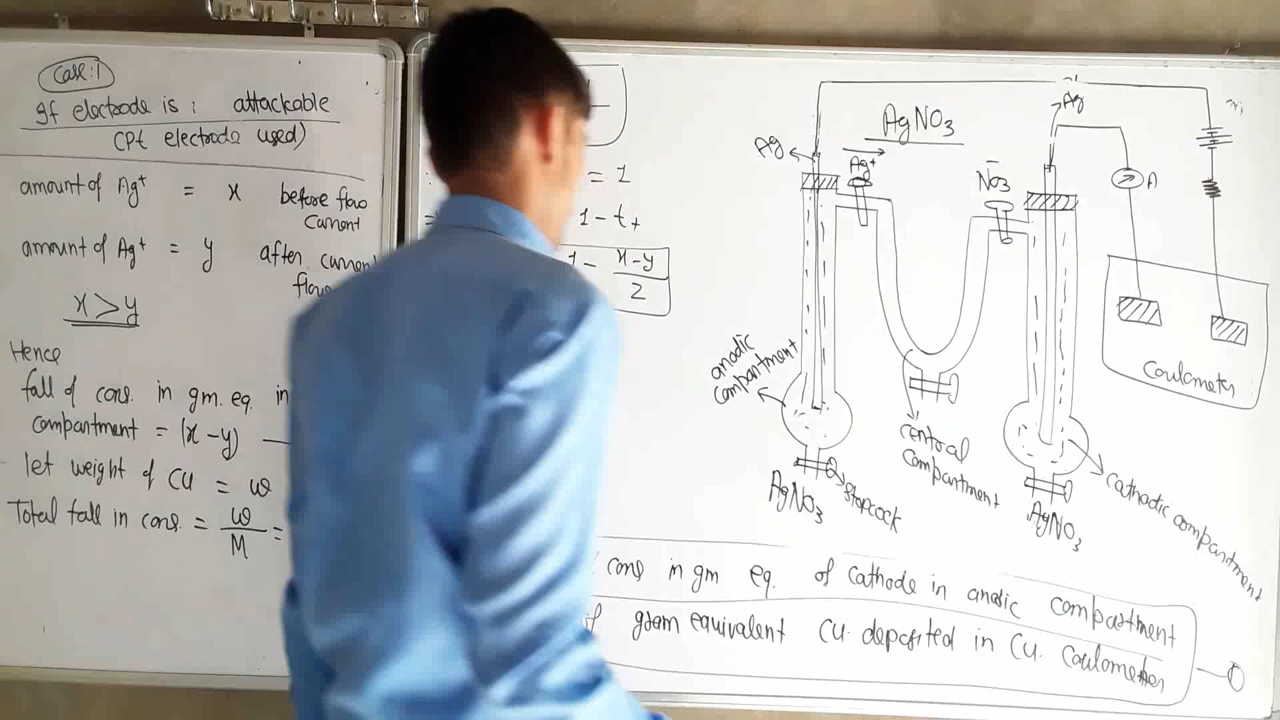 Case:1
If electrode is: attackable
(Pt electrode used)
amount of Ag+ = x before flow
current
amount of Ag+ = y after current
flow
x > y
Hence
fall of conc. in gm. eq. in
compartment = (x-y)
let weight of Cu = w
Total fall in conc. = w/M =
= 1
1 - t+
1 - x-y/2
AgNO3
Ag
Ag+
NO3-
Ag
A
Coulometer
anodic
compartment
central
compartment
cathodic compartment
AgNO3
stopcock
AgNO3
conc in gm eq. of cathode in anodic compartment
of gram equivalent Cu. deposited in Cu. Coulometer